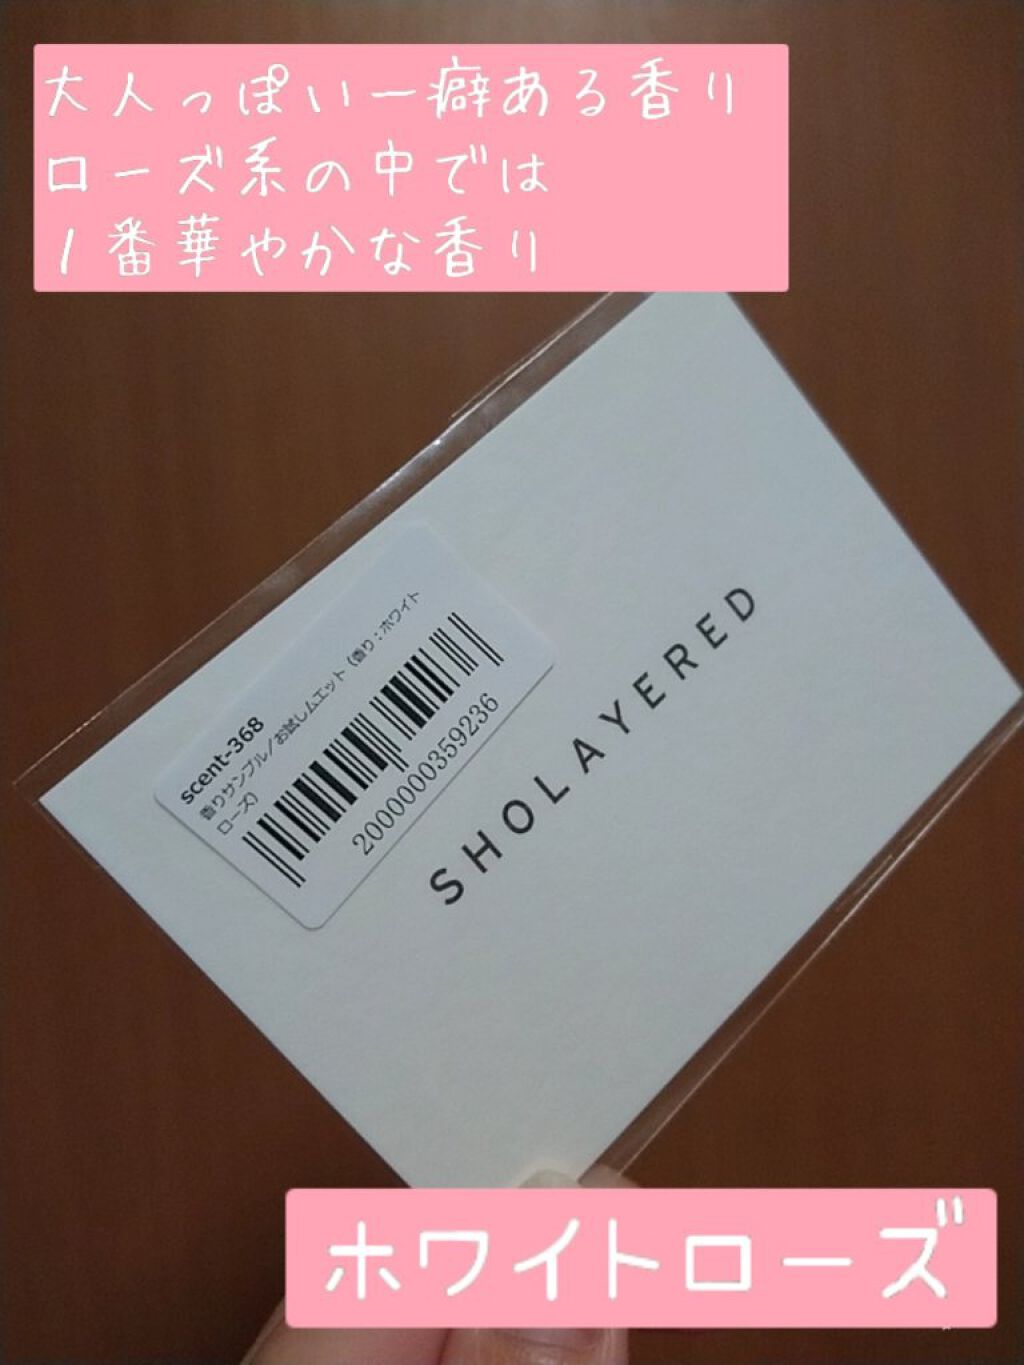 大人っぽい一癖ある香り
ローズ系の中では
１番華やかな香り
scent-368
香りサンプル／お試しムエット（香り：ホワイト
ローズ）
2000000359236
SHOLAYERED
ホワイトローズ